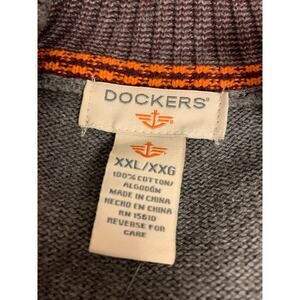 DOCKERS®
XXL/XXG
100% COTTON/
ALGODÓN
MADE IN CHINA
HECHO EN CHINA
RN 15610
REVERSE FOR
CARE